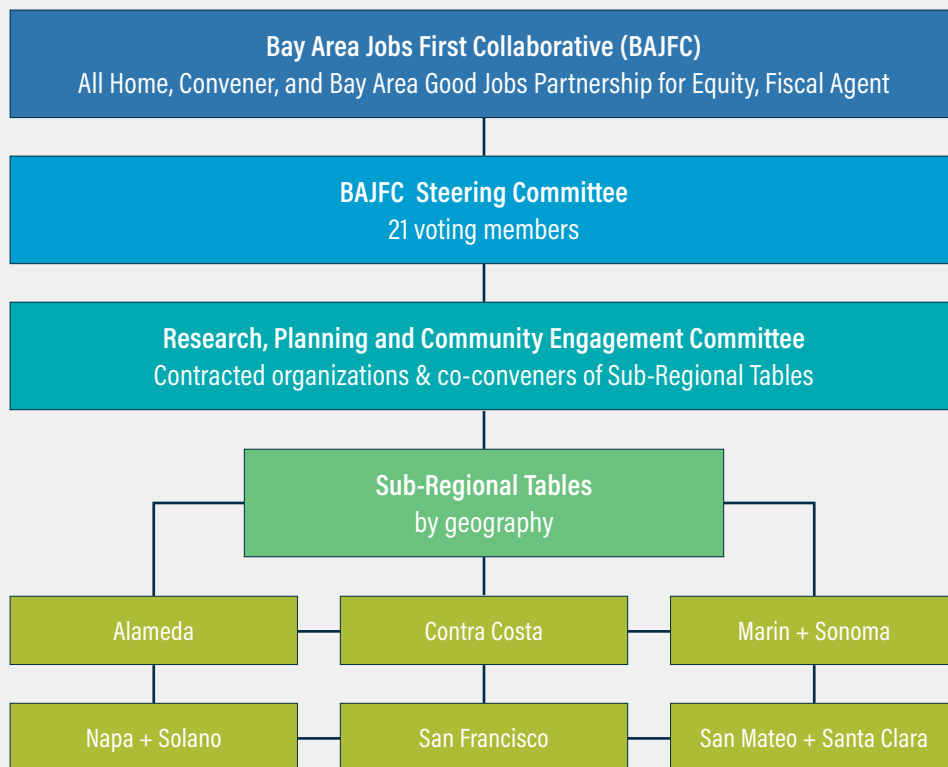 Bay Area Jobs First Collaborative (BAJFC)
All Home, Convener, and Bay Area Good Jobs Partnership for Equity, Fiscal Agent
BAJFC Steering Committee
21 voting members
Research, Planning and Community Engagement Committee
Contracted organizations & co-conveners of Sub-Regional Tables
Sub-Regional Tables
by geography
Alameda
Contra Costa
Marin + Sonoma
Napa + Solano
San Francisco
San Mateo + Santa Clara